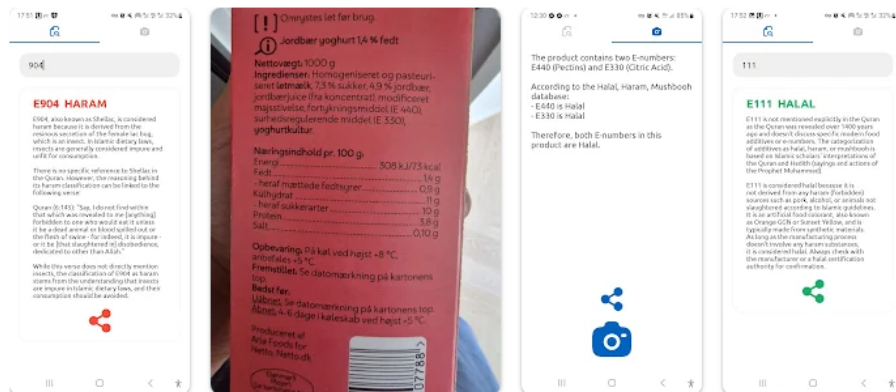 17:51
32%
904
E904 HARAM
E904, also known as Shellac, is considered
haram because it is derived from the
resinous secretion of the female lac bug,
which is an insect. In Islamic dietary laws,
insects are generally considered impure and
unfit for consumption.
There is no specific reference to Shellac in
the Quran. However, the reasoning behind
its haram classification can be linked to the
following verse:
Quran (6:145): "Say, I do not find within
that which was revealed to me [anything]
forbidden to one who would eat it unless
it be a dead animal or blood spilled out or
the flesh of swine - for indeed, it is impure -
or it be [that slaughtered in] disobedience,
dedicated to other than Allah."
While this verse does not directly mention
insects, the classification of E904 as haram
stems from the understanding that insects
are impure in Islamic dietary laws, and their
consumption should be avoided.
[!] Omrystes let før brug.
Jordbær yoghurt 1,4 % fedt
Nettovægt: 1000 g
Ingredienser: Homogeniseret og pasteuri-
seret letmælk, 7,3 % sukker, 4,9 % jordbær,
jordbærjuice (fra koncentrat), modificeret
majsstivelse, fortykningsmiddel (E 440),
surhedsregulerende middel (E 330),
yoghurtkultur.
Næringsindhold pr. 100 g:
Energi 308 kJ/73 kcal
Fedt 1,4 g
- heraf mættede fedtsyrer 0,9 g
Kulhydrat 11 g
- heraf sukkerarter 10 g
Protein 3,8 g
Salt 0,10 g
Opbevaring: På køl ved højst +8 °C,
anbefales +5 °C.
Fremstillet: Se datomærkning på kartonens
top.
Bedst før:
Uåbnet: Se datomærkning på kartonens top.
Åbnet: 4-6 dage i køleskab ved højst +5 °C.
Produceret af
Arla Foods for
Netto. Netto.dk
07788
12:30
85%
The product contains two E-numbers:
E440 (Pectins) and E330 (Citric Acid).
According to the Halal, Haram, Mushbooh
database:
- E440 is Halal
- E330 is Halal
Therefore, both E-numbers in this
product are Halal.
17:52
32%
111
E111 HALAL
E111 is not mentioned explicitly in the Quran
as the Quran was revealed over 1400 years
ago and doesn't discuss specific modern food
additives or e-numbers. The categorization
of additives as halal, haram, or mushbooh is
based on Islamic scholars' interpretations of
the Quran and Hadith (sayings and actions of
the Prophet Muhammad).
E111 is considered halal because it is
not derived from any haram (forbidden)
sources such as pork, alcohol, or animals not
slaughtered according to Islamic guidelines.
It is an artificial food colorant, also known
as Orange GGN or Sunset Yellow, and is
typically made from synthetic materials.
As long as the manufacturing process
doesn't involve any haram substances,
it is considered halal. Always check with
the manufacturer or a halal certification
authority for confirmation.